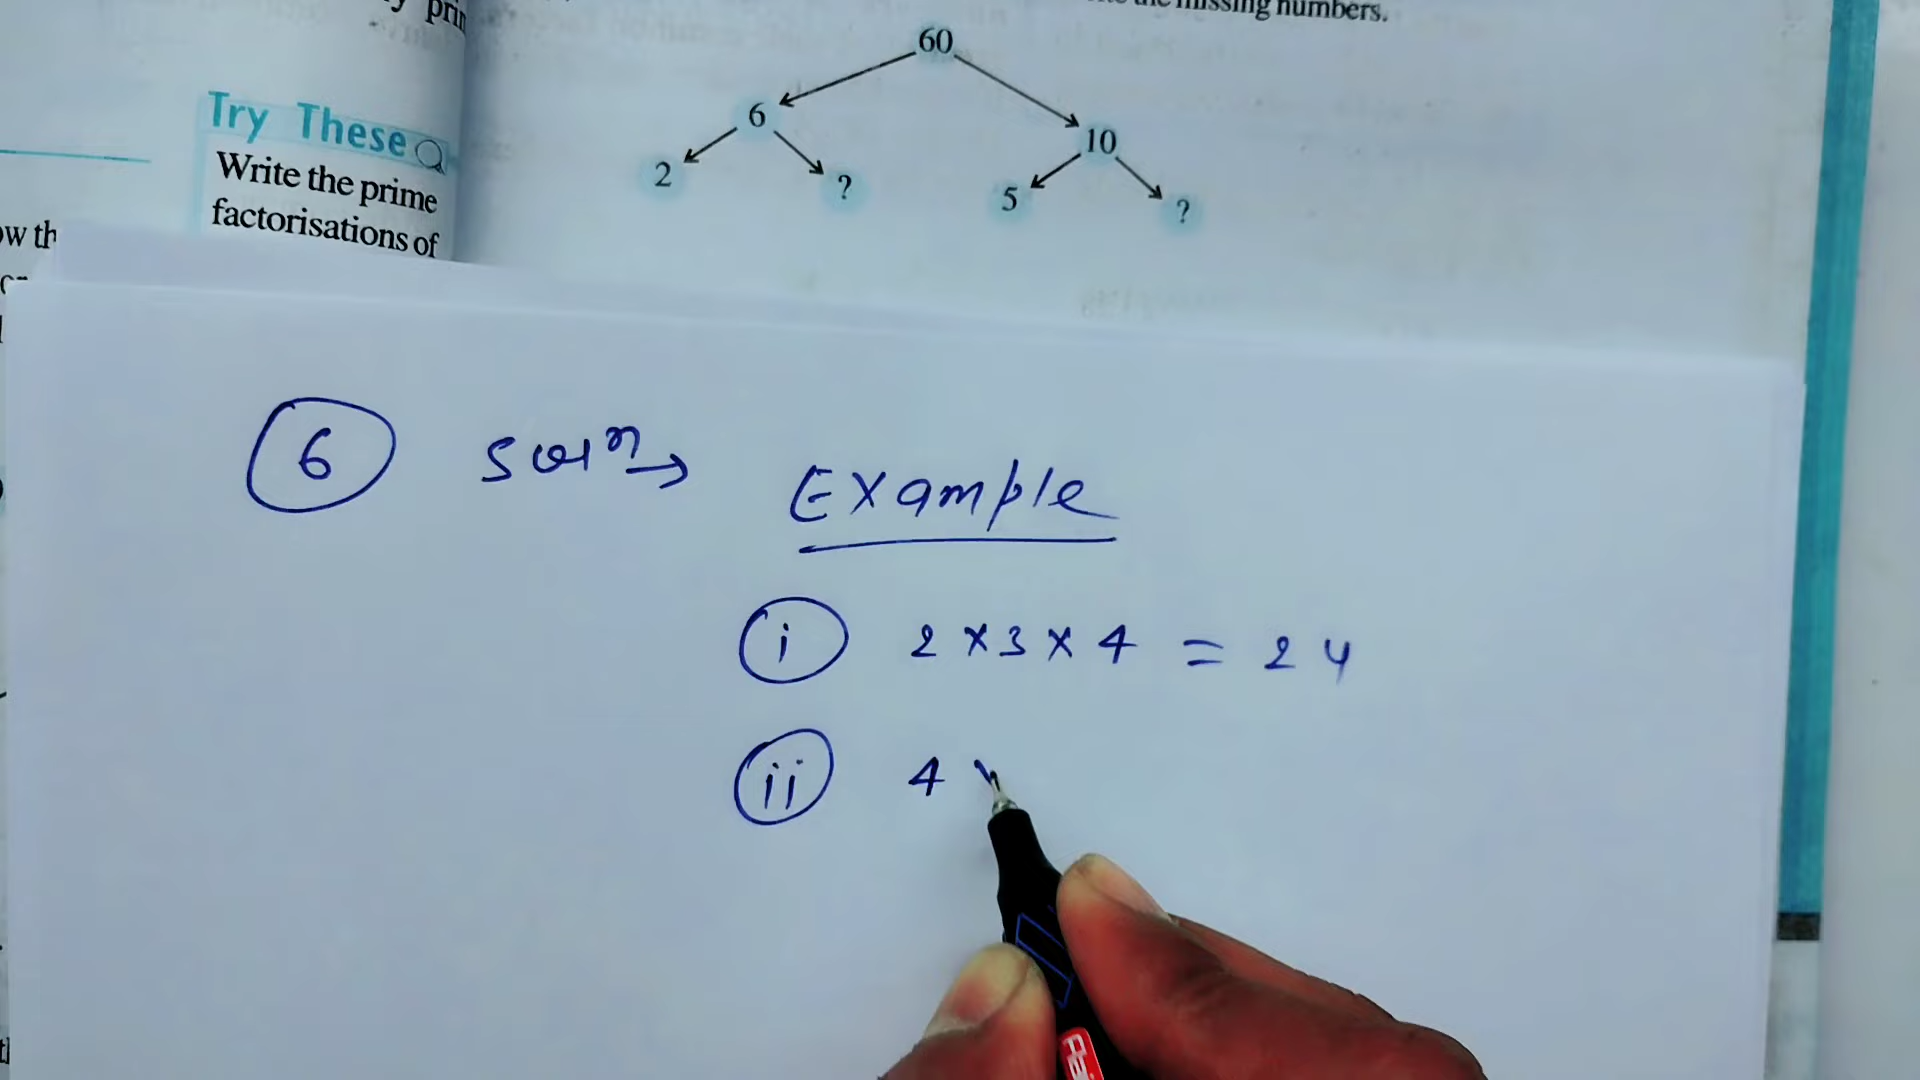 missing numbers.
60
6
10
2
?
5
?
Try These
Write the prime
factorisations of
6 Solⁿ→
Example
i 2 × 3 × 4 = 24
ii 4